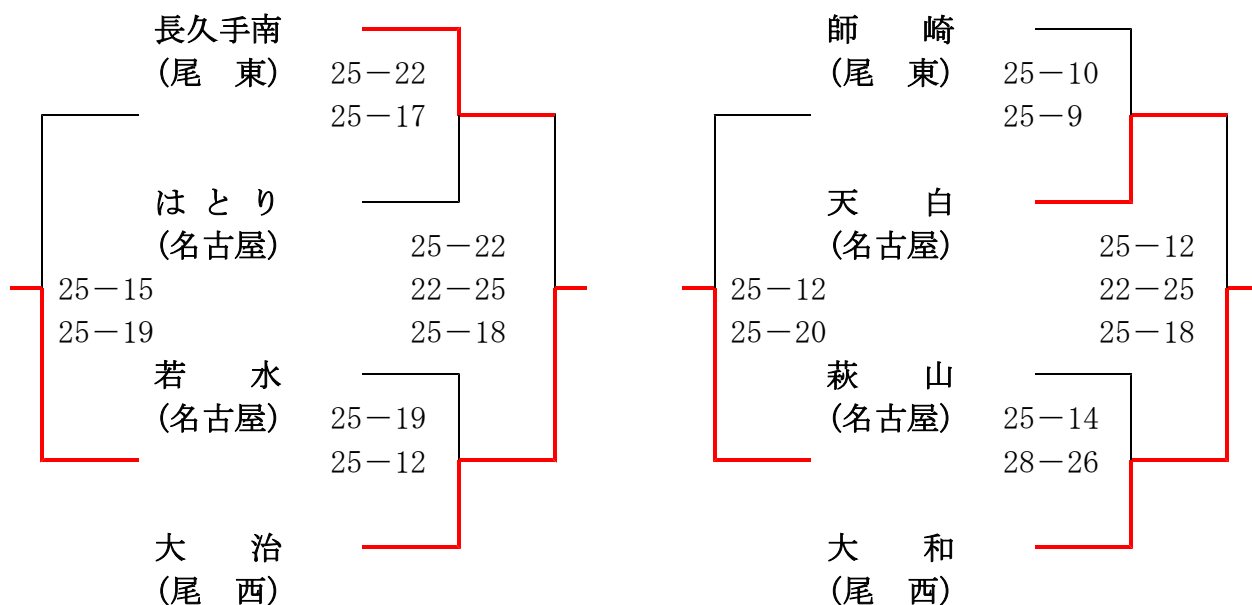 長久手南
(尾　東)
25－22
25－17
はとり
(名古屋)
25－22
22－25
25－18
25－15
25－19
若　水
(名古屋)
25－19
25－12
大　治
(尾　西)
師　崎
(尾　東)
25－10
25－9
天　白
(名古屋)
25－12
22－25
25－18
25－12
25－20
萩　山
(名古屋)
25－14
28－26
大　和
(尾　西)